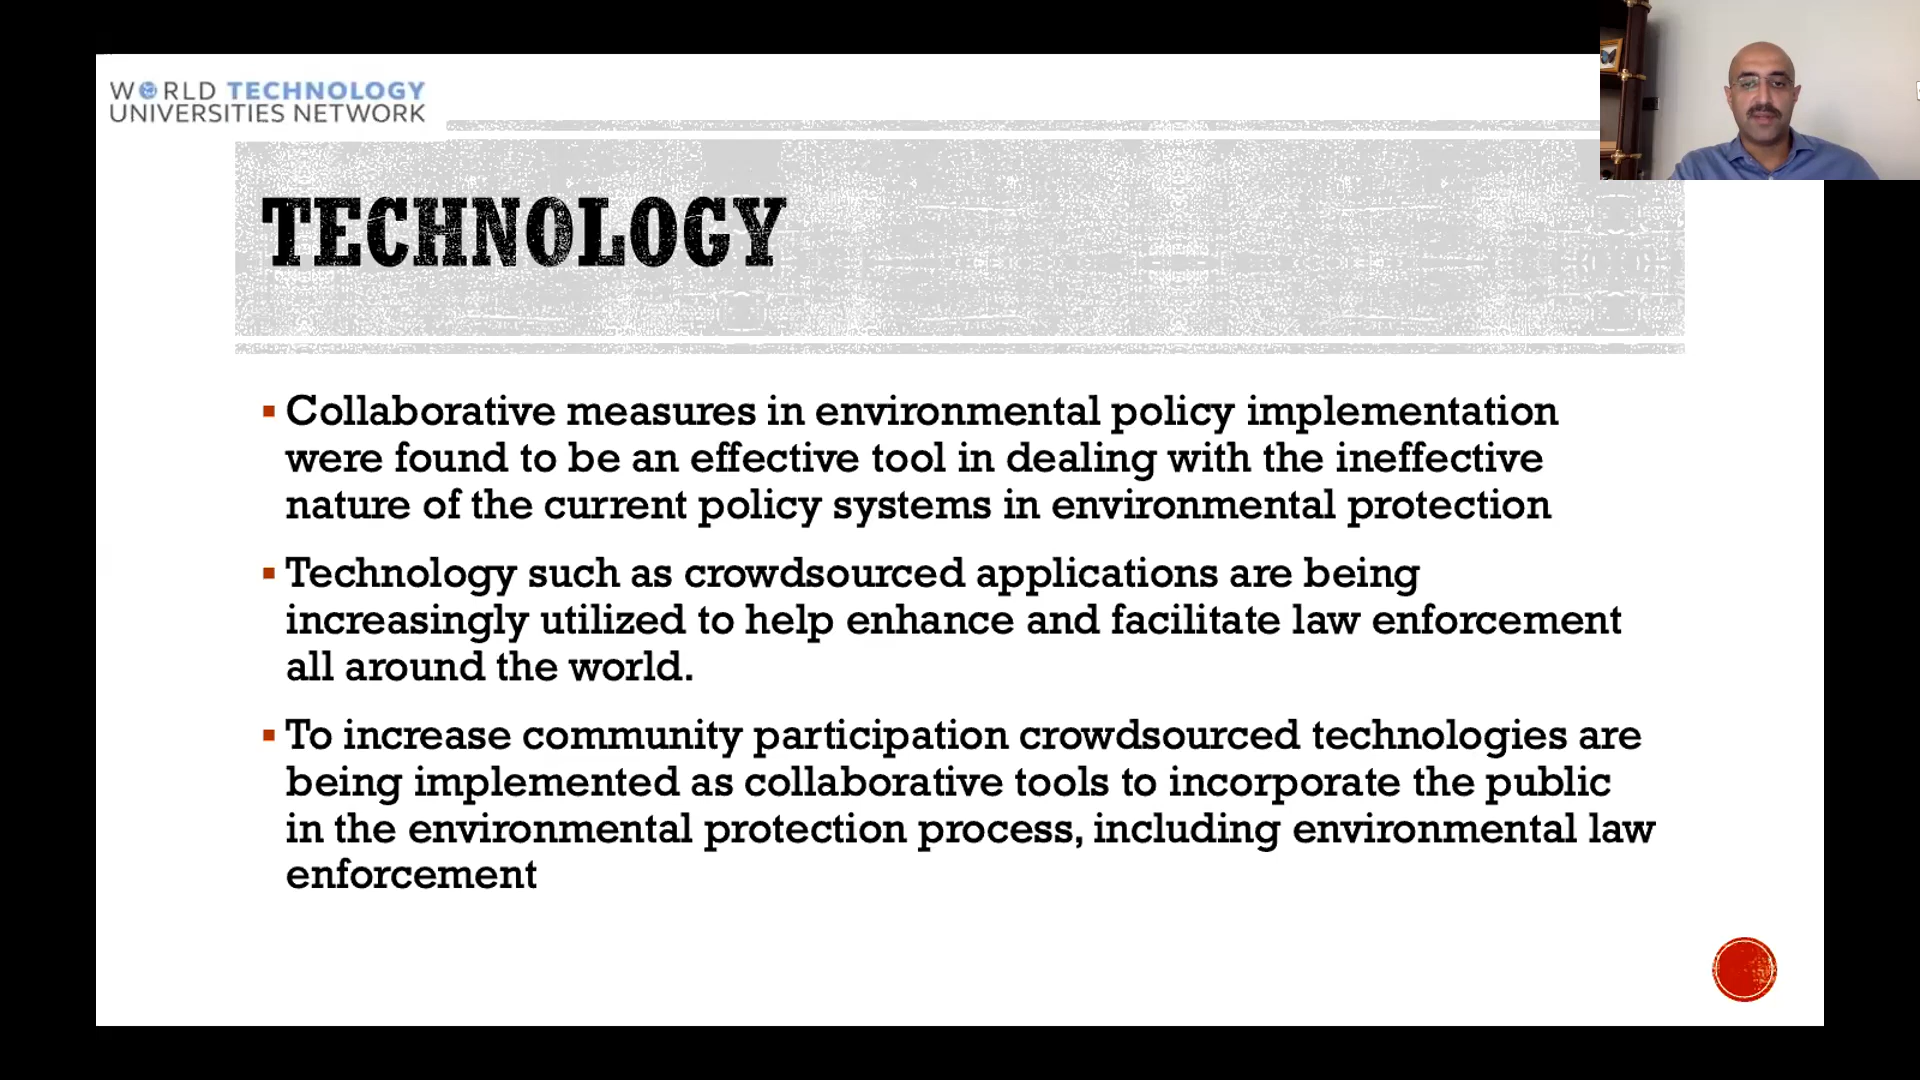 WORLD TECHNOLOGY
UNIVERSITIES NETWORK
TECHNOLOGY
Collaborative measures in environmental policy implementation
were found to be an effective tool in dealing with the ineffective
nature of the current policy systems in environmental protection
Technology such as crowdsourced applications are being
increasingly utilized to help enhance and facilitate law enforcement
all around the world.
To increase community participation crowdsourced technologies are
being implemented as collaborative tools to incorporate the public
in the environmental protection process, including environmental law
enforcement